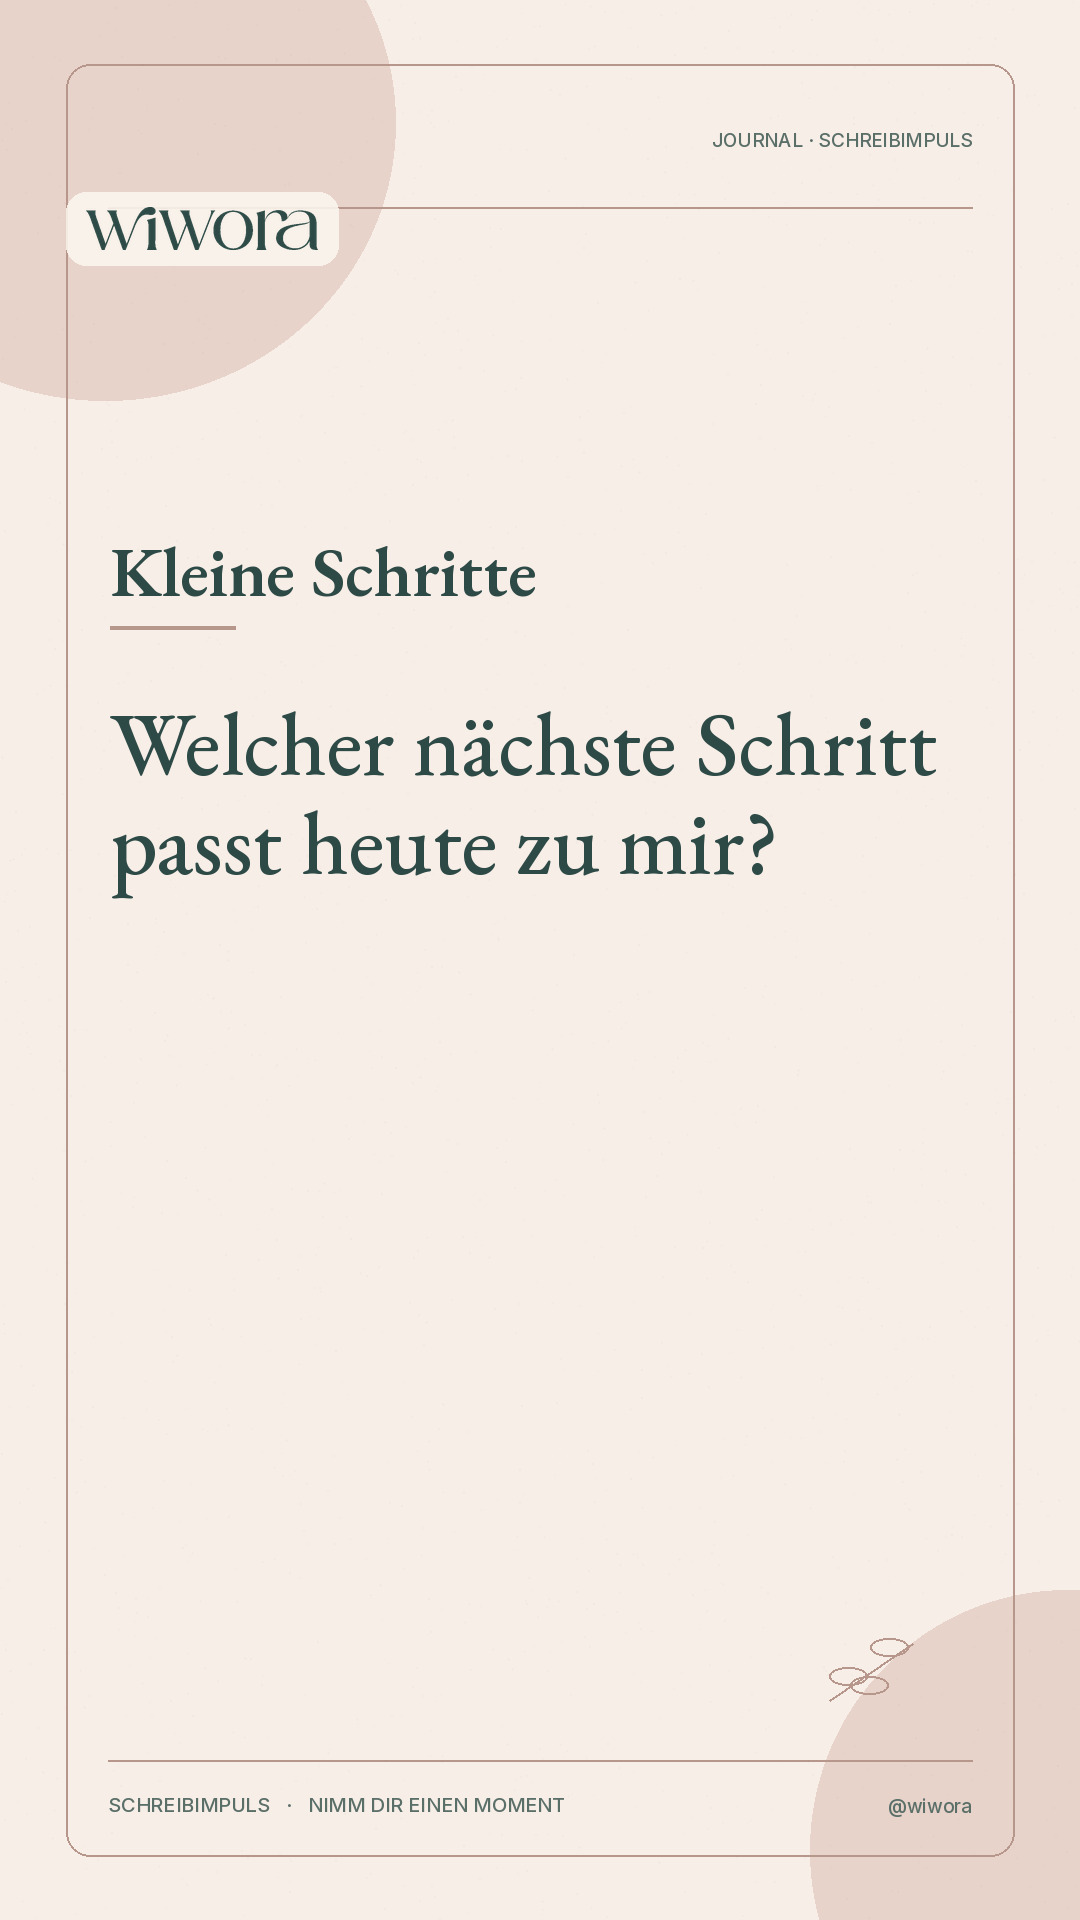 JOURNAL · SCHREIBIMPULS
wiwora
Kleine Schritte
Welcher nächste Schritt
passt heute zu mir?
SCHREIBIMPULS · NIMM DIR EINEN MOMENT
@wiwora